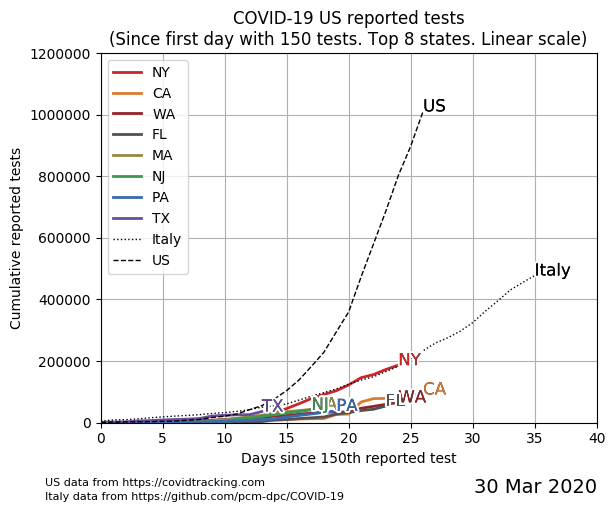 COVID-19 US reported tests
(Since first day with 150 tests. Top 8 states. Linear scale)
Cumulative reported tests
1200000
1000000
800000
600000
400000
200000
0
NY
CA
WA
FL
MA
NJ
PA
TX
Italy
US
US
Italy
NY
CA
WA
FL
TX
NJ
PA
0 5 10 15 20 25 30 35 40
Days since 150th reported test
US data from https://covidtracking.com
Italy data from https://github.com/pcm-dpc/COVID-19
30 Mar 2020